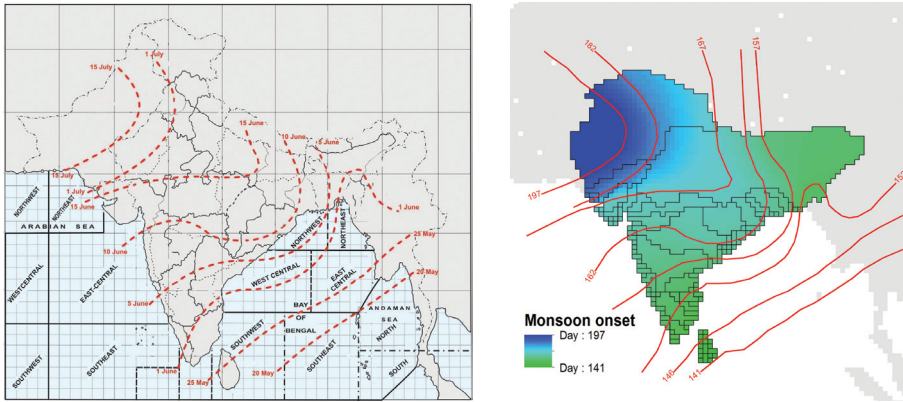 1 July
15 July
15 June
10 June
5 June
15 July
1 July
15 June
1 June
NORTHWEST
NORTHEAST
ARABIAN SEA
NORTHWEST
NORTHEAST
25 May
10 June
WESTCENTRAL
EAST-CENTRAL
WEST CENTRAL
EAST CENTRAL
20 May
5 June
BAY
OF
BENGAL
ANDAMAN
SEA
NORTH
SOUTHWEST
SOUTHEAST
SOUTHWEST
SOUTHEAST
SOUTH
1 June
25 May
20 May
182
167
157
197
162
146
141
Monsoon onset
Day : 197
Day : 141